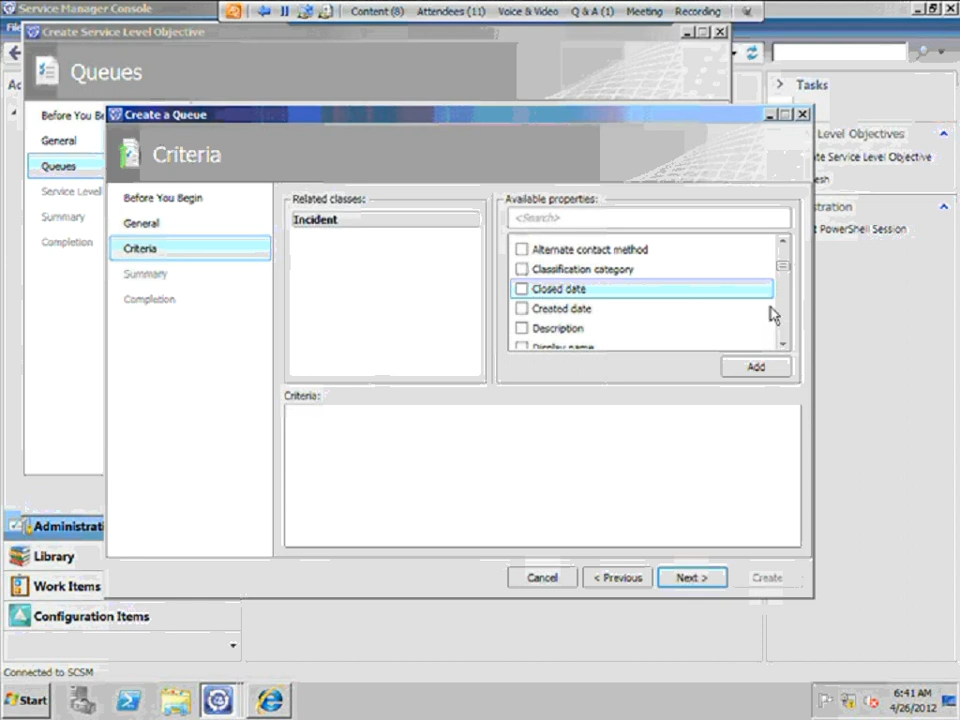 Service Manager Console
Content (8) Attendees (11) Voice & Video Q & A (1) Meeting Recording
Create Service Level Objective
Queues
Tasks
Before You Be
General
Queues
Service Level
Summary
Completion
Create a Queue
Criteria
Before You Begin
General
Criteria
Summary
Completion
Related classes:
Incident
Available properties:
<Search>
Alternate contact method
Classification category
Closed date
Created date
Description
Display name
Add
Criteria:
Cancel
< Previous
Next >
Create
Level Objectives
te Service Level Objective
esh
stration
t PowerShell Session
Administrati
Library
Work Items
Configuration Items
Connected to SCSM
Start
6:41 AM
4/26/2012